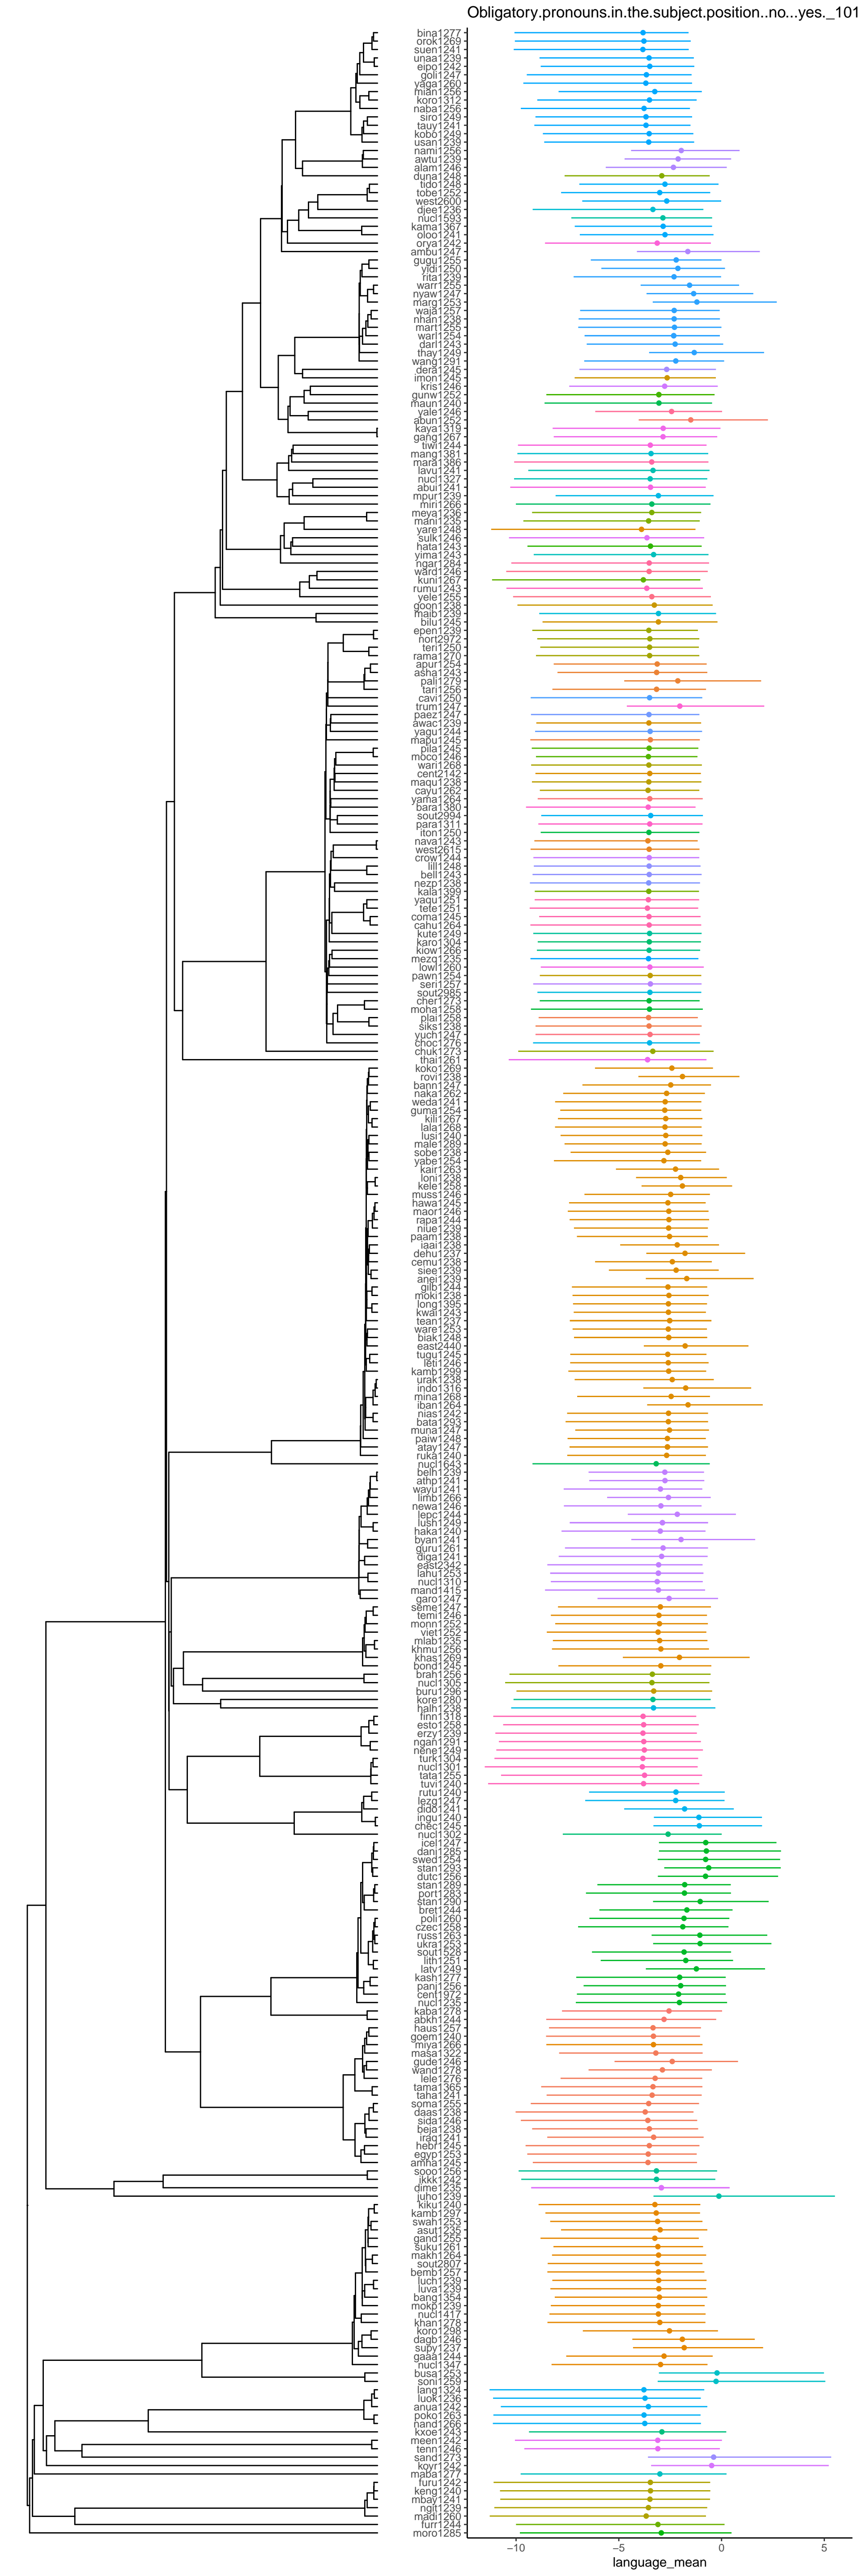 Obligatory.pronouns.in.the.subject.position..no...yes._101
bina1277
orok1269
suen1241
unaa1239
eipo1242
goli1247
yaga1260
mian1256
koro1312
naba1256
siro1249
tauy1241
kobo1249
usan1239
nami1256
awtu1239
alam1246
duna1248
tido1248
tobe1252
west2600
djee1236
nucl1593
kama1367
oloo1241
orya1242
ambu1247
gugu1255
yidi1250
rita1239
warr1255
nyaw1247
marg1253
waja1257
nhan1238
mart1255
warl1254
darl1243
thay1249
wang1291
dera1245
imon1245
kris1246
gunw1252
maun1240
yale1246
abun1252
kaya1319
gang1267
tiwi1244
mang1381
mara1386
lavu1241
nucl1327
abui1241
mpur1239
miri1266
meya1236
mani1235
yare1248
sulk1246
hata1243
yima1243
ngar1284
ward1246
kuni1267
rumu1243
yele1255
goon1238
maib1239
bilu1245
epen1239
nort2972
teri1250
rama1270
apur1254
asha1243
pali1279
tari1256
cavi1250
trum1247
paez1247
awac1239
yagu1244
mapu1245
pila1245
moco1246
wari1268
cent2142
maqu1238
cayu1262
yama1264
bara1380
sout2994
para1311
iton1250
nava1243
west2615
crow1244
lill1248
bell1243
nezp1238
kala1399
yaqu1251
tete1251
coma1245
cahu1264
kute1249
karo1304
kiow1266
mezq1235
lowl1260
pawn1254
seri1257
sout2985
cher1273
moha1258
plai1258
siks1238
yuch1247
choc1276
chuk1273
thai1261
koko1269
rovi1238
bann1247
naka1262
weda1241
guma1254
kili1267
lala1268
lusi1240
male1289
sobe1238
yabe1254
kair1263
loni1238
kele1258
muss1246
hawa1245
maor1246
rapa1244
niue1239
paam1238
iaai1238
dehu1237
cemu1238
siee1239
anei1239
gilb1244
moki1238
long1395
kwai1243
tean1237
ware1253
biak1248
east2440
tugu1245
leti1246
kamb1299
urak1238
indo1316
mina1268
iban1264
nias1242
bata1293
muna1247
paiw1248
atay1247
ruka1240
nucl1643
belh1239
athp1241
wayu1241
limb1266
newa1246
lepc1244
lush1249
haka1240
byan1241
guru1261
diga1241
east2342
lahu1253
nucl1310
mand1415
garo1247
seme1247
temi1246
monn1252
viet1252
mlab1235
khmu1256
khas1269
bond1245
brah1256
nucl1305
buru1296
kore1280
halh1238
finn1318
esto1258
erzy1239
ngan1291
nene1249
turk1304
nucl1301
tata1255
tuvi1240
rutu1240
lezg1247
dido1241
ingu1240
chec1245
nucl1302
icel1247
dani1285
swed1254
stan1293
dutc1256
stan1289
port1283
stan1290
bret1244
poli1260
czec1258
russ1263
ukra1253
sout1528
lith1251
latv1249
kash1277
panj1256
cent1972
nucl1235
kaba1278
abkh1244
haus1257
goem1240
miya1266
masa1322
gude1246
wand1278
lele1276
tama1365
taha1241
soma1255
daas1238
sida1246
beja1238
iraq1241
hebr1245
egyp1253
amha1245
sooo1256
ikkk1242
dime1235
juho1239
kiku1240
kamb1297
swah1253
asut1235
gand1255
suku1261
makh1264
sout2807
bemb1257
luch1239
luva1239
bang1354
mokp1239
nucl1417
khan1278
koro1298
dagb1246
supy1237
gaaa1244
nucl1347
busa1253
soni1259
lang1324
luok1236
anua1242
poko1263
nand1266
kxoe1243
meen1242
tenn1246
sand1273
koyr1242
maba1277
furu1242
keng1240
mbay1241
ngit1239
madi1260
furr1244
moro1285
−10 −5 0 5
language_mean